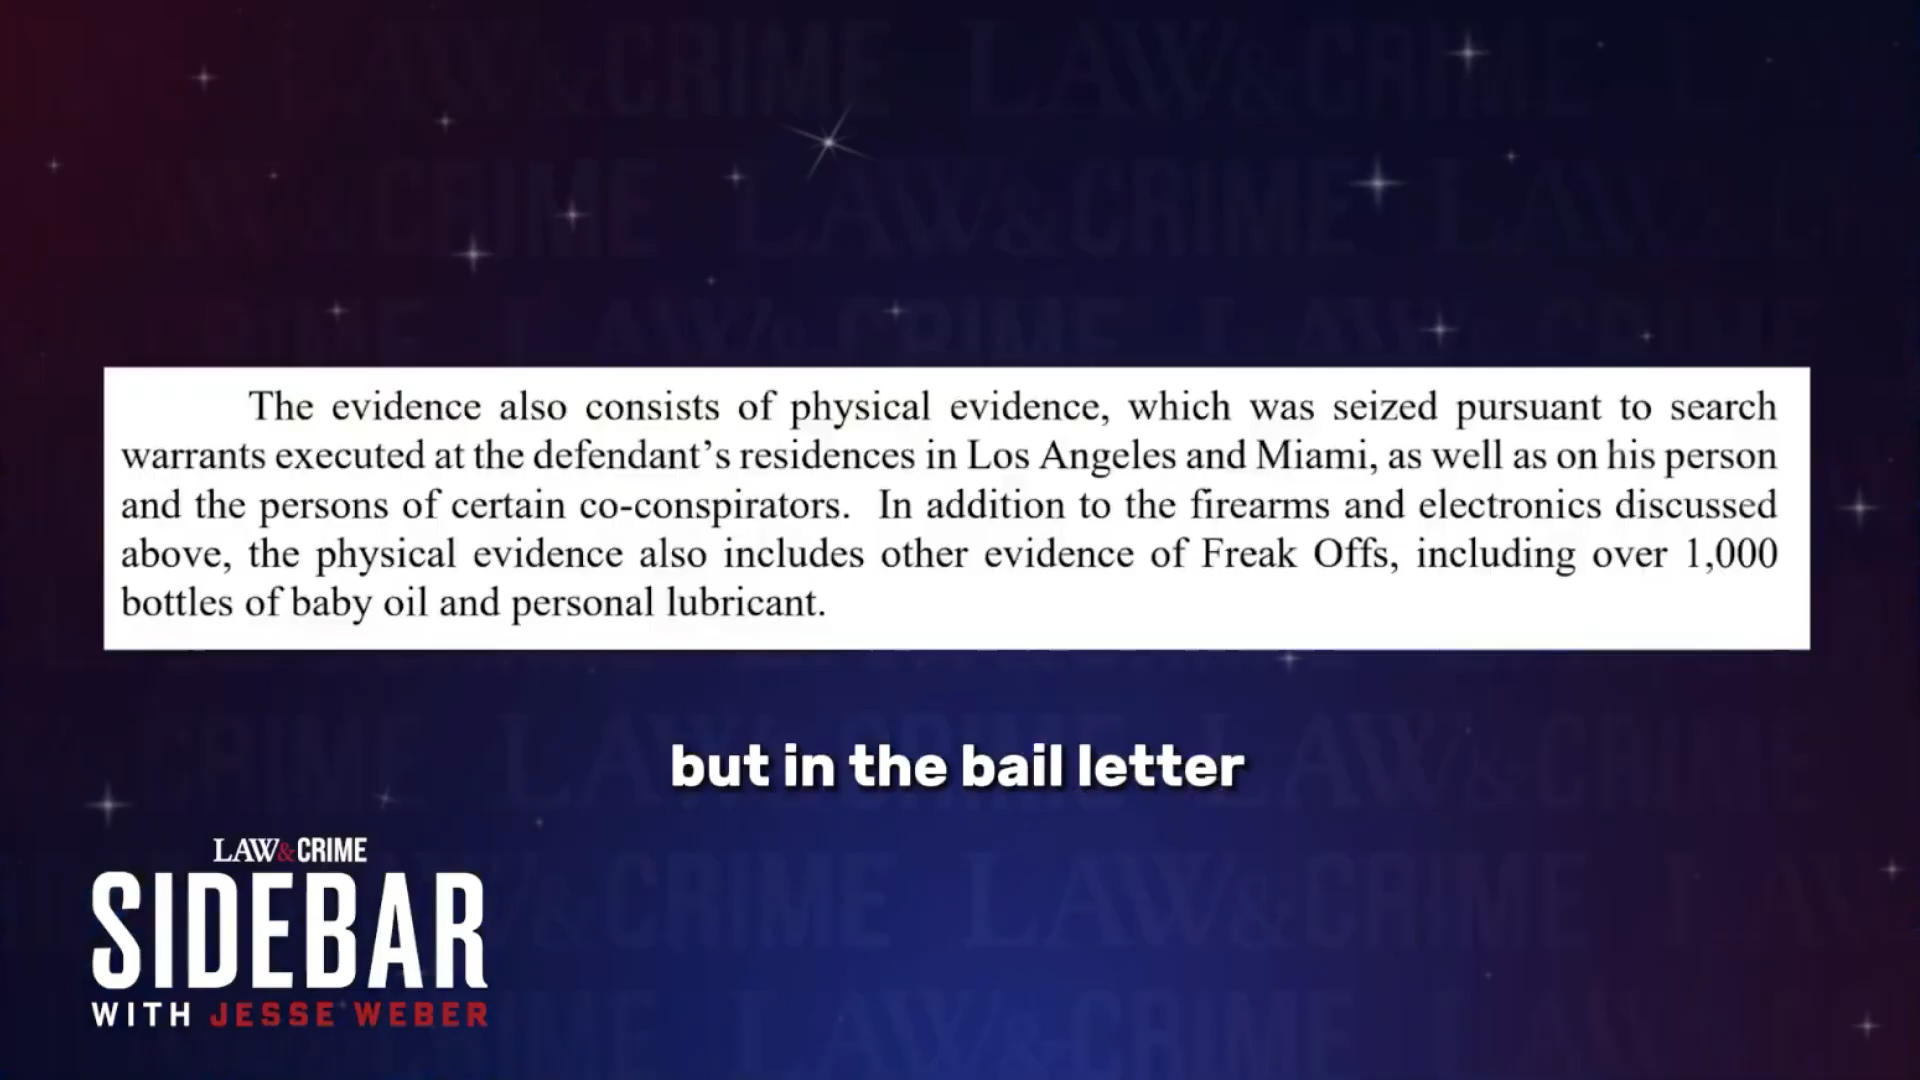 The evidence also consists of physical evidence, which was seized pursuant to search
warrants executed at the defendant’s residences in Los Angeles and Miami, as well as on his person
and the persons of certain co-conspirators.  In addition to the firearms and electronics discussed
above, the physical evidence also includes other evidence of Freak Offs, including over 1,000
bottles of baby oil and personal lubricant.
but in the bail letter
LAW&CRIME
SIDEBAR
WITH JESSE WEBER